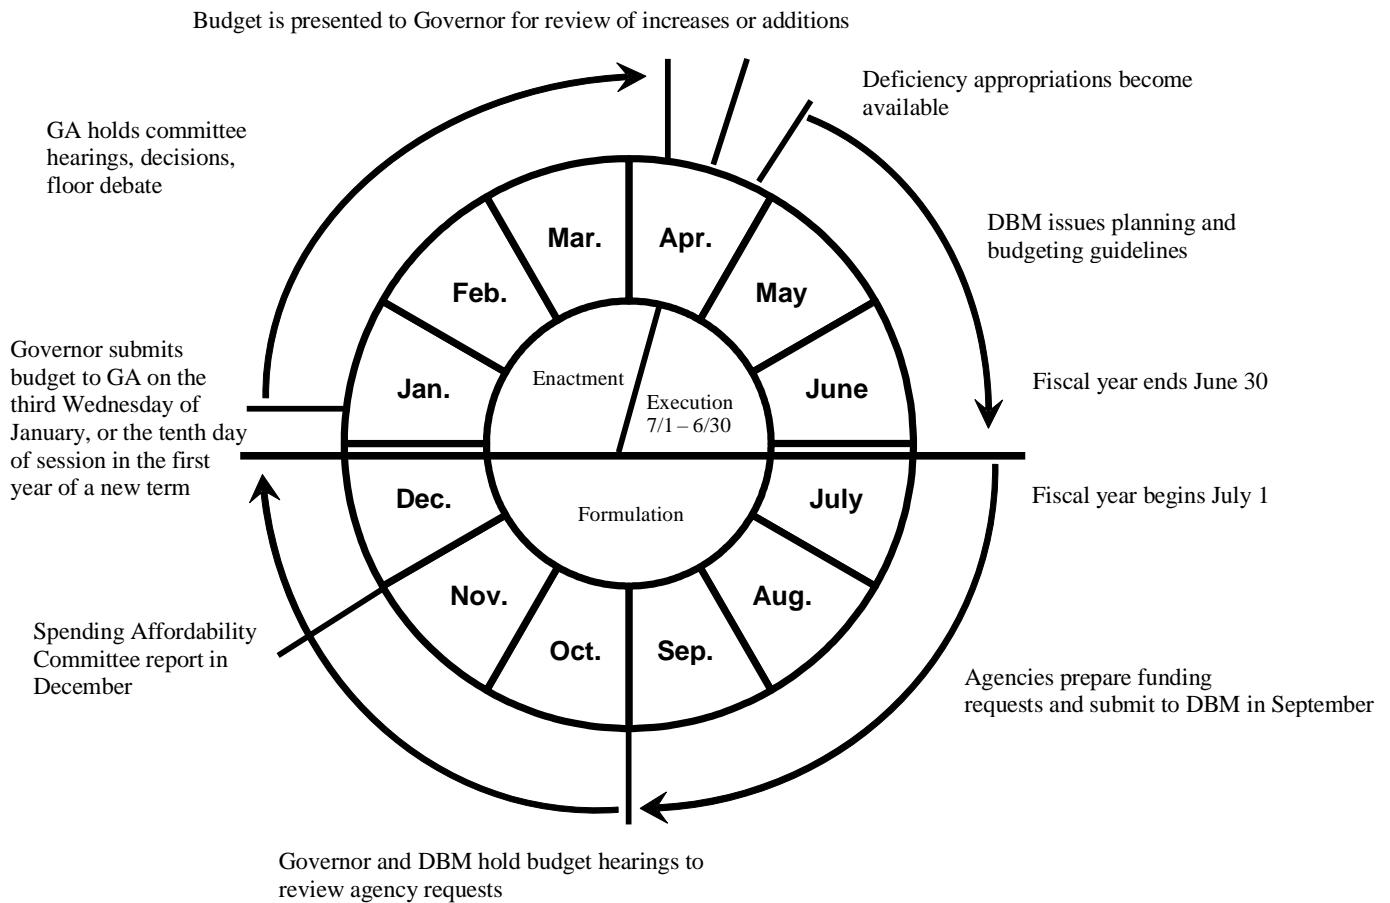 Budget is presented to Governor for review of increases or additions
Deficiency appropriations become
available
GA holds committee
hearings, decisions,
floor debate
DBM issues planning and
budgeting guidelines
Mar.
Apr.
Feb.
May
Jan.
June
Enactment
Execution
7/1 – 6/30
Governor submits
budget to GA on the
third Wednesday of
January, or the tenth day
of session in the first
year of a new term
Fiscal year ends June 30
Fiscal year begins July 1
Dec.
July
Formulation
Nov.
Aug.
Oct.
Sep.
Spending Affordability
Committee report in
December
Agencies prepare funding
requests and submit to DBM in September
Governor and DBM hold budget hearings to
review agency requests